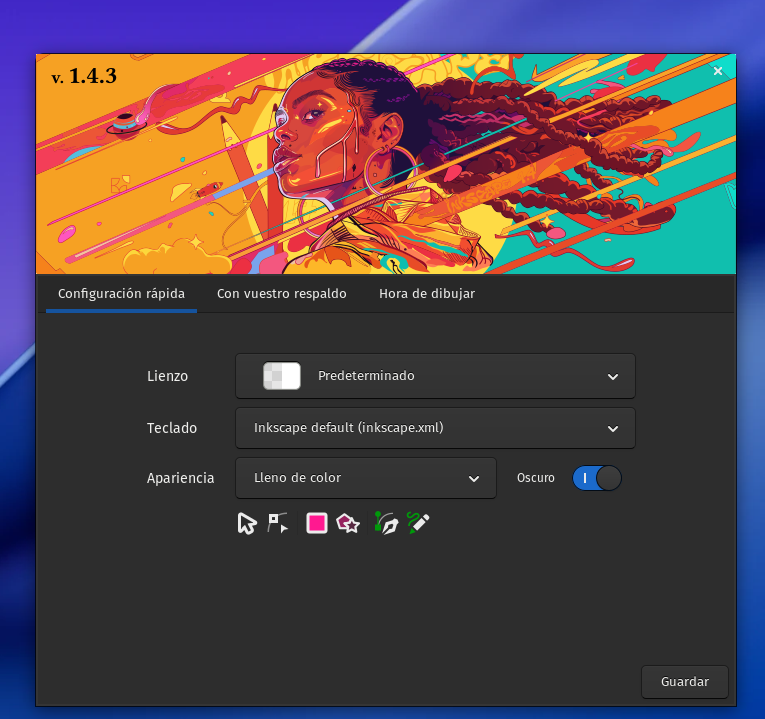 v. 1.4.3
Configuración rápida
Con vuestro respaldo
Hora de dibujar
Lienzo
Predeterminado
Teclado
Inkscape default (inkscape.xml)
Apariencia
Lleno de color
Oscuro
INKSCAPE
Guardar